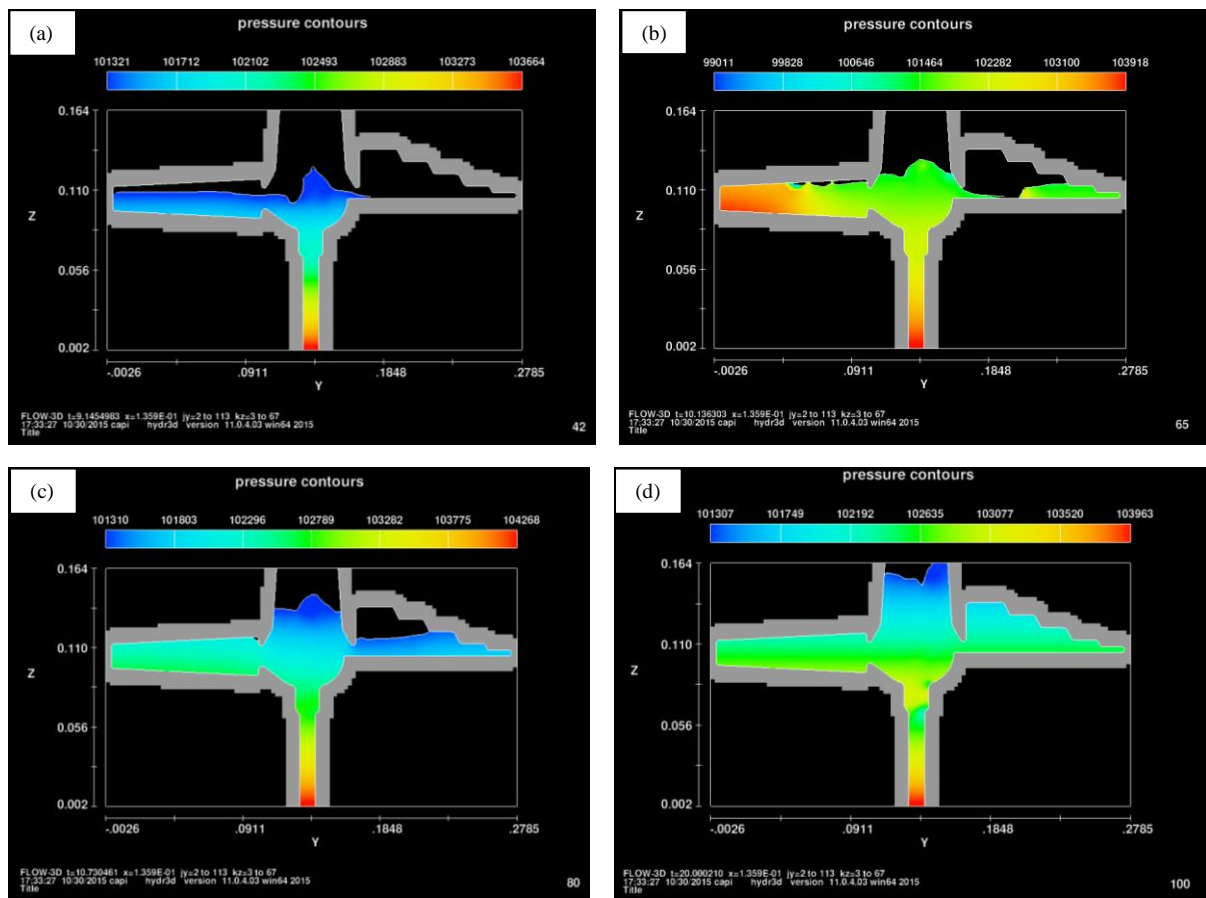 (a)
pressure contours
101321 101712 102102 102493 102883 103273 103664
0.164
0.110
Z
0.056
0.002
-.0026 .0911 .1848 .2785
Y
FLOW-3D t=9.1454983 x=1.359E-01 jy=2 to 113 kz=3 to 67
17:33:27 10/30/2015 capi hydr3d version 11.0.4.03 win64 2015
Title
42
(b)
pressure contours
99011 99828 100646 101464 102282 103100 103918
0.164
0.110
Z
0.056
0.002
-.0026 .0911 .1848 .2785
Y
FLOW-3D t=10.136303 x=1.359E-01 jy=2 to 113 kz=3 to 67
17:33:27 10/30/2015 capi hydr3d version 11.0.4.03 win64 2015
Title
65
(c)
pressure contours
101310 101803 102296 102789 103282 103775 104268
0.164
0.110
Z
0.056
0.002
-.0026 .0911 .1848 .2785
Y
FLOW-3D t=10.730461 x=1.359E-01 jy=2 to 113 kz=3 to 67
17:33:27 10/30/2015 capi hydr3d version 11.0.4.03 win64 2015
Title
80
(d)
pressure contours
101307 101749 102192 102635 103077 103520 103963
0.164
0.110
Z
0.056
0.002
-.0026 .0911 .1848 .2785
Y
FLOW-3D t=20.000210 x=1.359E-01 jy=2 to 113 kz=3 to 67
17:33:27 10/30/2015 capi hydr3d version 11.0.4.03 win64 2015
Title
100